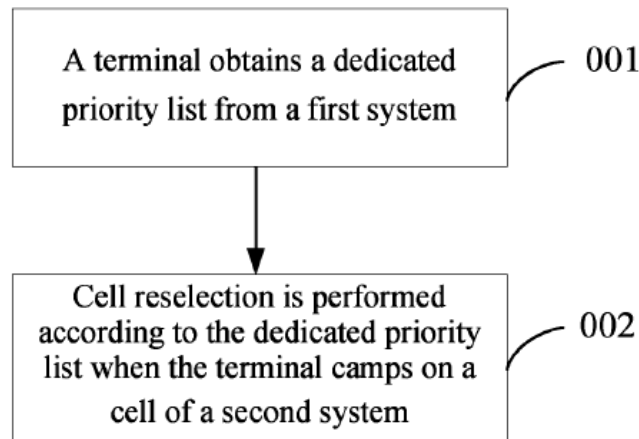 A terminal obtains a dedicated
priority list from a first system
001
Cell reselection is performed
according to the dedicated priority
list when the terminal camps on a
cell of a second system
002